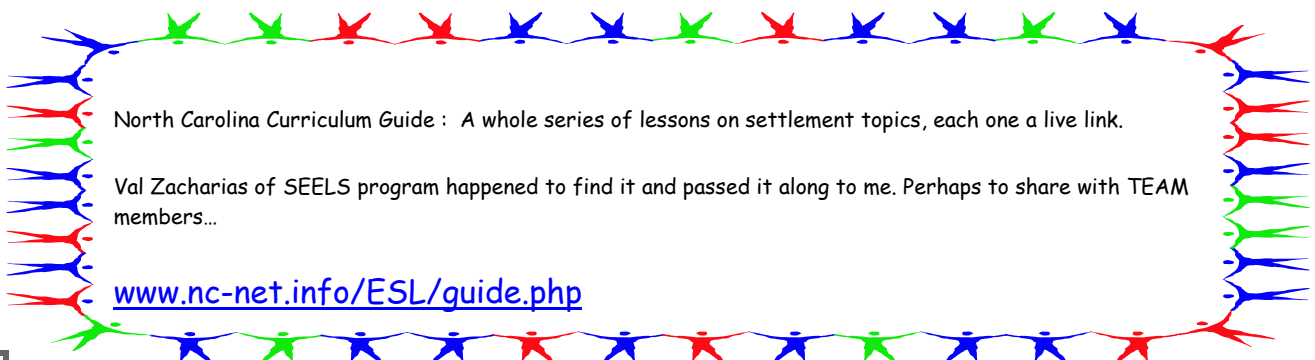 North Carolina Curriculum Guide :  A whole series of lessons on settlement topics, each one a live link.
Val Zacharias of SEELS program happened to find it and passed it along to me. Perhaps to share with TEAM
members…
www.nc-net.info/ESL/guide.php